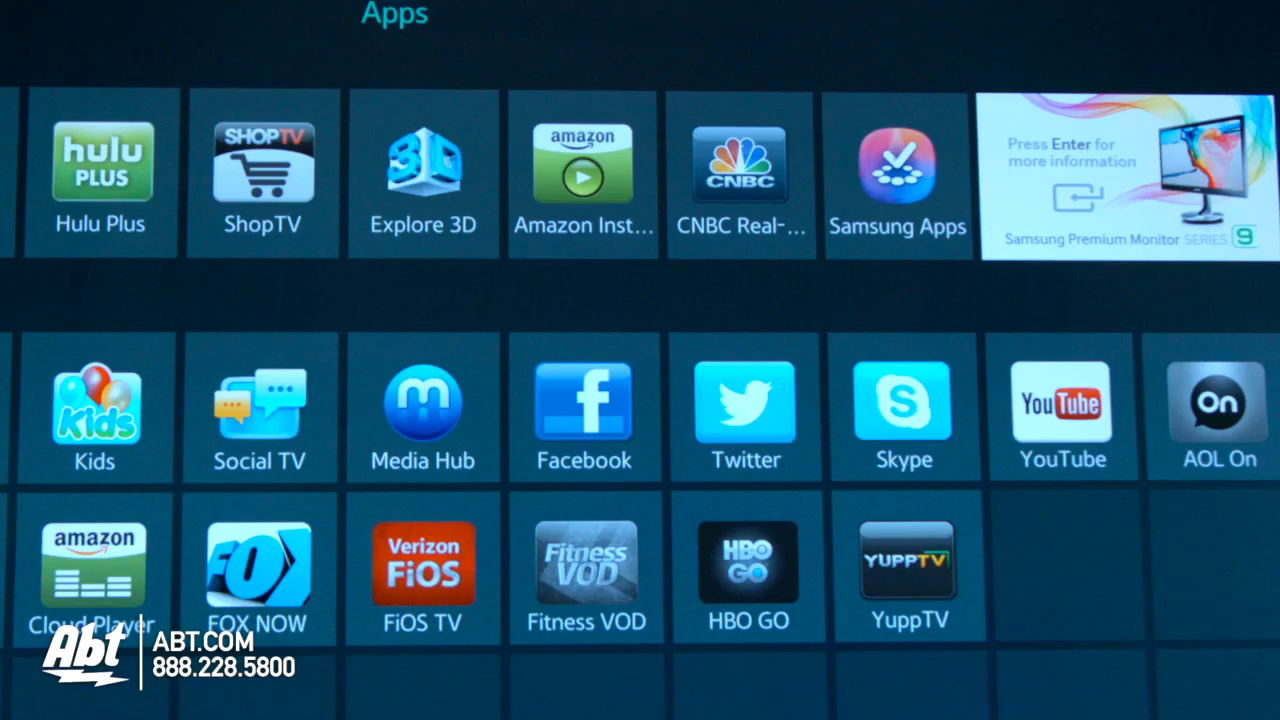 Apps
hulu
PLUS
Hulu Plus
SHOPTV
ShopTV
3D
Explore 3D
amazon
Amazon Inst...
CNBC
CNBC Real-...
Samsung Apps
Press Enter for
more information
Samsung Premium Monitor SERIES 9
Kids
Kids
Social TV
m
Media Hub
f
Facebook
Twitter
S
Skype
YouTube
YouTube
On
AOL On
amazon
Cloud Player
FOX
FOX NOW
Verizon
FiOS
FiOS TV
Fitness
VOD
Fitness VOD
HBO
GO
HBO GO
YUPPTV
YuppTV
Abt
ABT.COM
888.228.5800